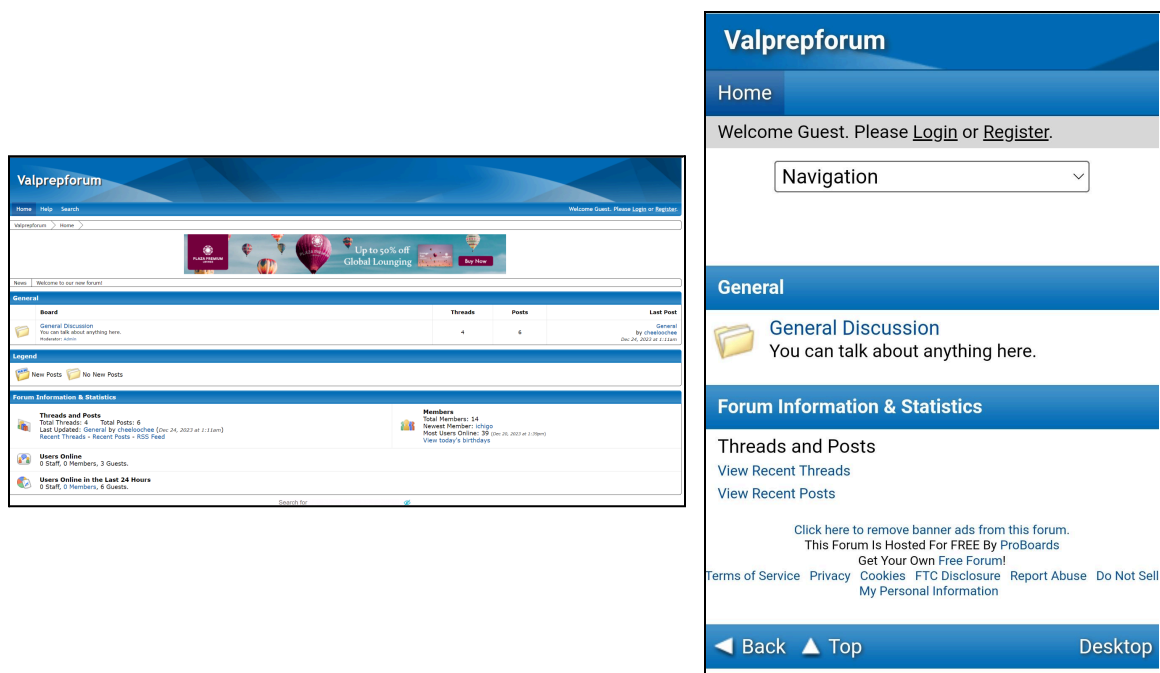 Valprepforum
Home Help Search
Welcome Guest. Please Login or Register.
Valprepforum Home
PLAZA PREMIUM
Up to 50% off
Global Lounging
Buy Now
News Welcome to our new forum!
General
Board Threads Posts Last Post
General Discussion
You can talk about anything here.
Moderator: Admin
4 6
General
by cheeloochee
Dec 24, 2023 at 1:11am
Legend
New Posts No New Posts
Forum Information & Statistics
Threads and Posts
Total Threads: 4 Total Posts: 6
Last Updated: General by cheeloochee (Dec 24, 2023 at 1:11am)
Recent Threads - Recent Posts - RSS Feed
Members
Total Members: 14
Newest Member: ichigo
Most Users Online: 39 (Dec 20, 2023 at 1:39pm)
View today's birthdays
Users Online
0 Staff, 0 Members, 3 Guests.
Users Online in the Last 24 Hours
0 Staff, 0 Members, 6 Guests.
Search for
Valprepforum
Home
Welcome Guest. Please Login or Register.
Navigation
General
General Discussion
You can talk about anything here.
Forum Information & Statistics
Threads and Posts
View Recent Threads
View Recent Posts
Click here to remove banner ads from this forum.
This Forum Is Hosted For FREE By ProBoards
Get Your Own Free Forum!
Terms of Service Privacy Cookies FTC Disclosure Report Abuse Do Not Sell
My Personal Information
Back Top Desktop